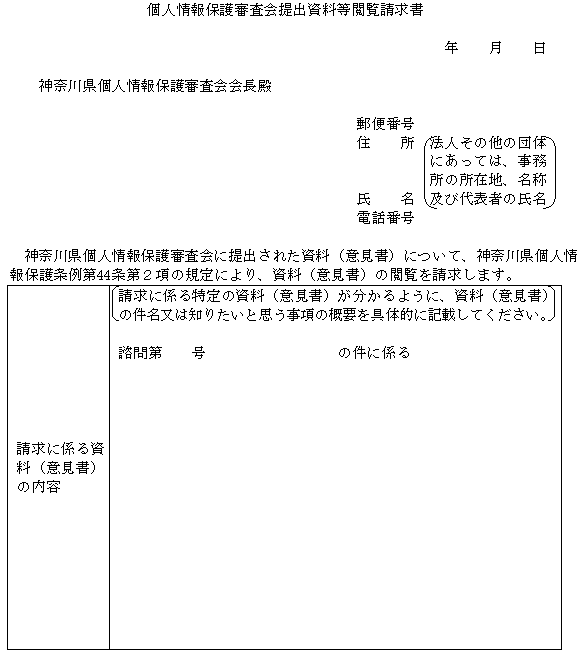 個人情報保護審査会提出資料等閲覧請求書
年　　月　　日
神奈川県個人情報保護審査会会長殿
郵便番号
住　　所　法人その他の団体
にあっては、事務
所の所在地、名称
氏　　名　及び代表者の氏名
電話番号
神奈川県個人情報保護審査会に提出された資料（意見書）について、神奈川県個人情
報保護条例第44条第２項の規定により、資料（意見書）の閲覧を請求します。
（請求に係る特定の資料（意見書）が分かるように、資料（意見書）
の件名又は知りたいと思う事項の概要を具体的に記載してください。）
諮問第　　号　　　　　　　　　の件に係る
請求に係る資
料（意見書）
の内容